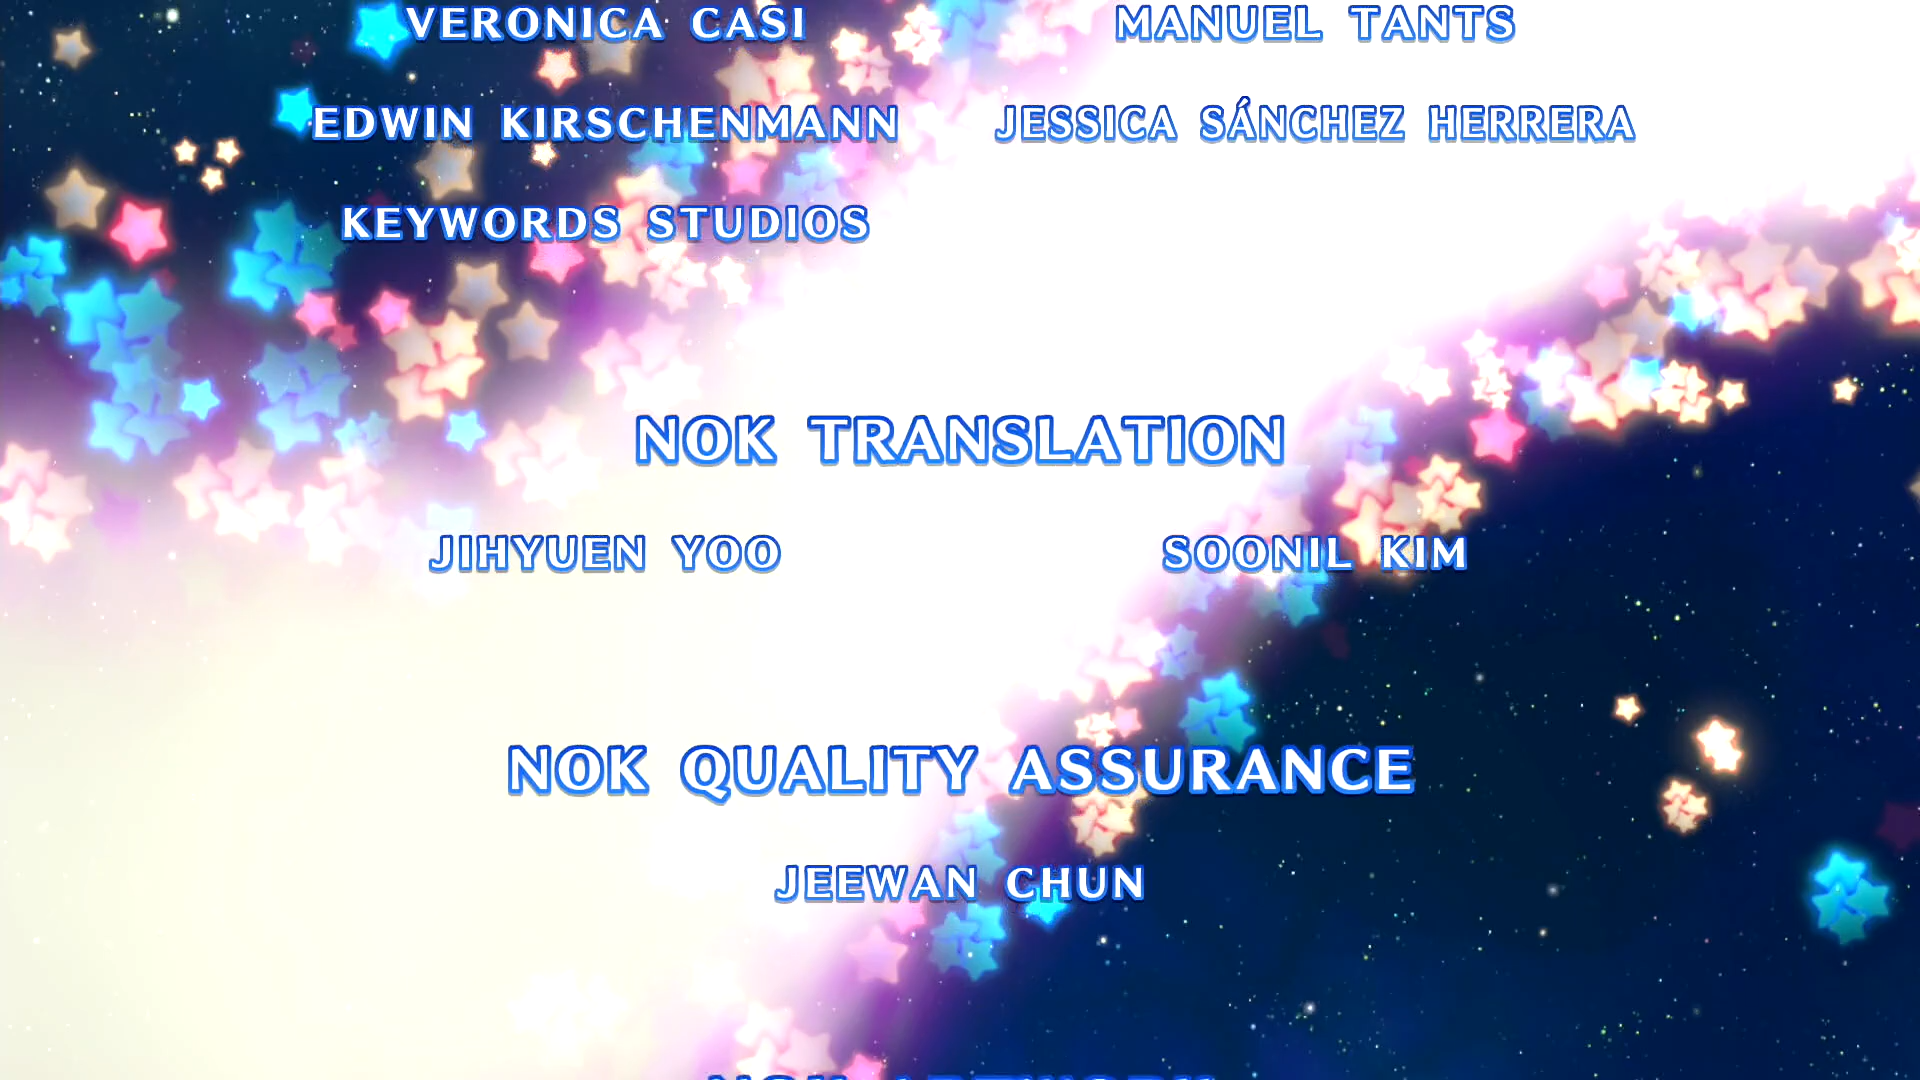 VERONICA CASI MANUEL TANTS
EDWIN KIRSCHENMANN JESSICA SÁNCHEZ HERRERA
KEYWORDS STUDIOS
NOK TRANSLATION
JIHYUEN YOO SOONIL KIM
NOK QUALITY ASSURANCE
JEEWAN CHUN